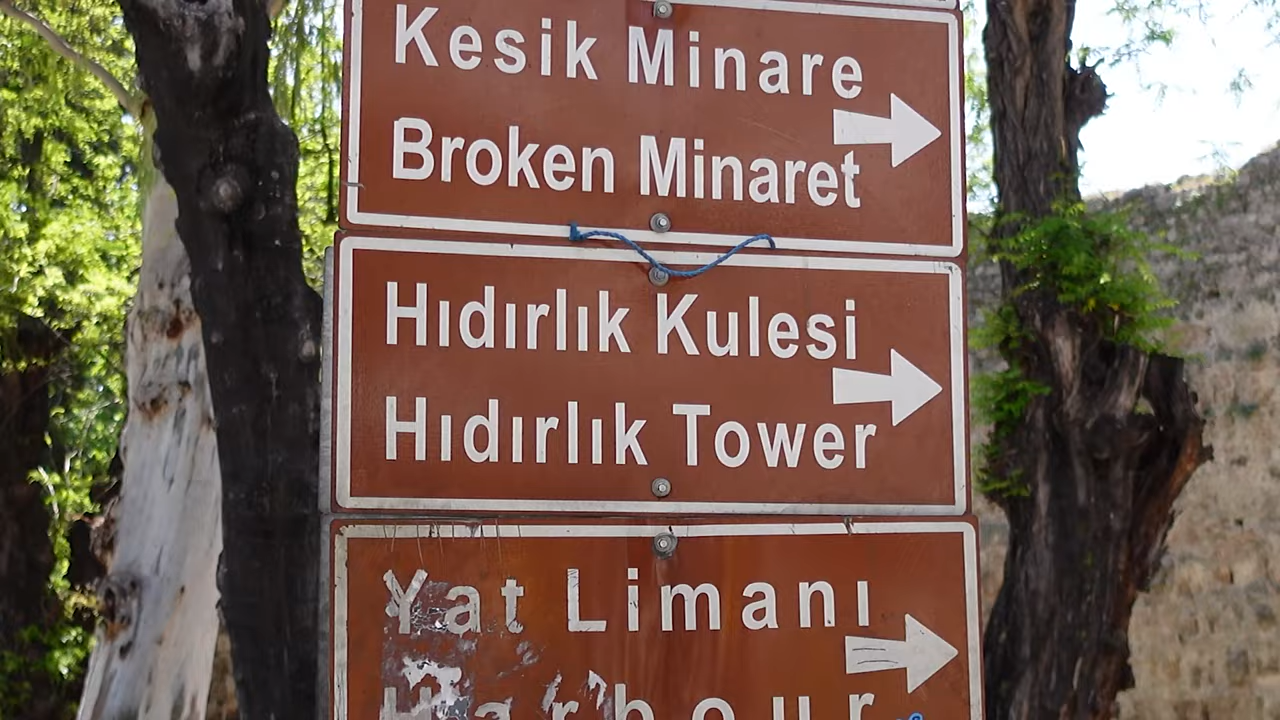 Kesik Minare
Broken Minaret
Hıdırlık Kulesi
Hıdırlık Tower
Yat Limanı
Harbour